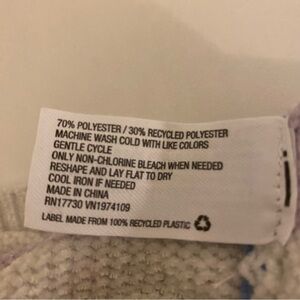 70% POLYESTER / 30% RECYCLED POLYESTER
MACHINE WASH COLD WITH LIKE COLORS
GENTLE CYCLE
ONLY NON-CHLORINE BLEACH WHEN NEEDED
RESHAPE AND LAY FLAT TO DRY
COOL IRON IF NEEDED
MADE IN CHINA
RN17730 VN1974109
LABEL MADE FROM 100% RECYCLED PLASTIC